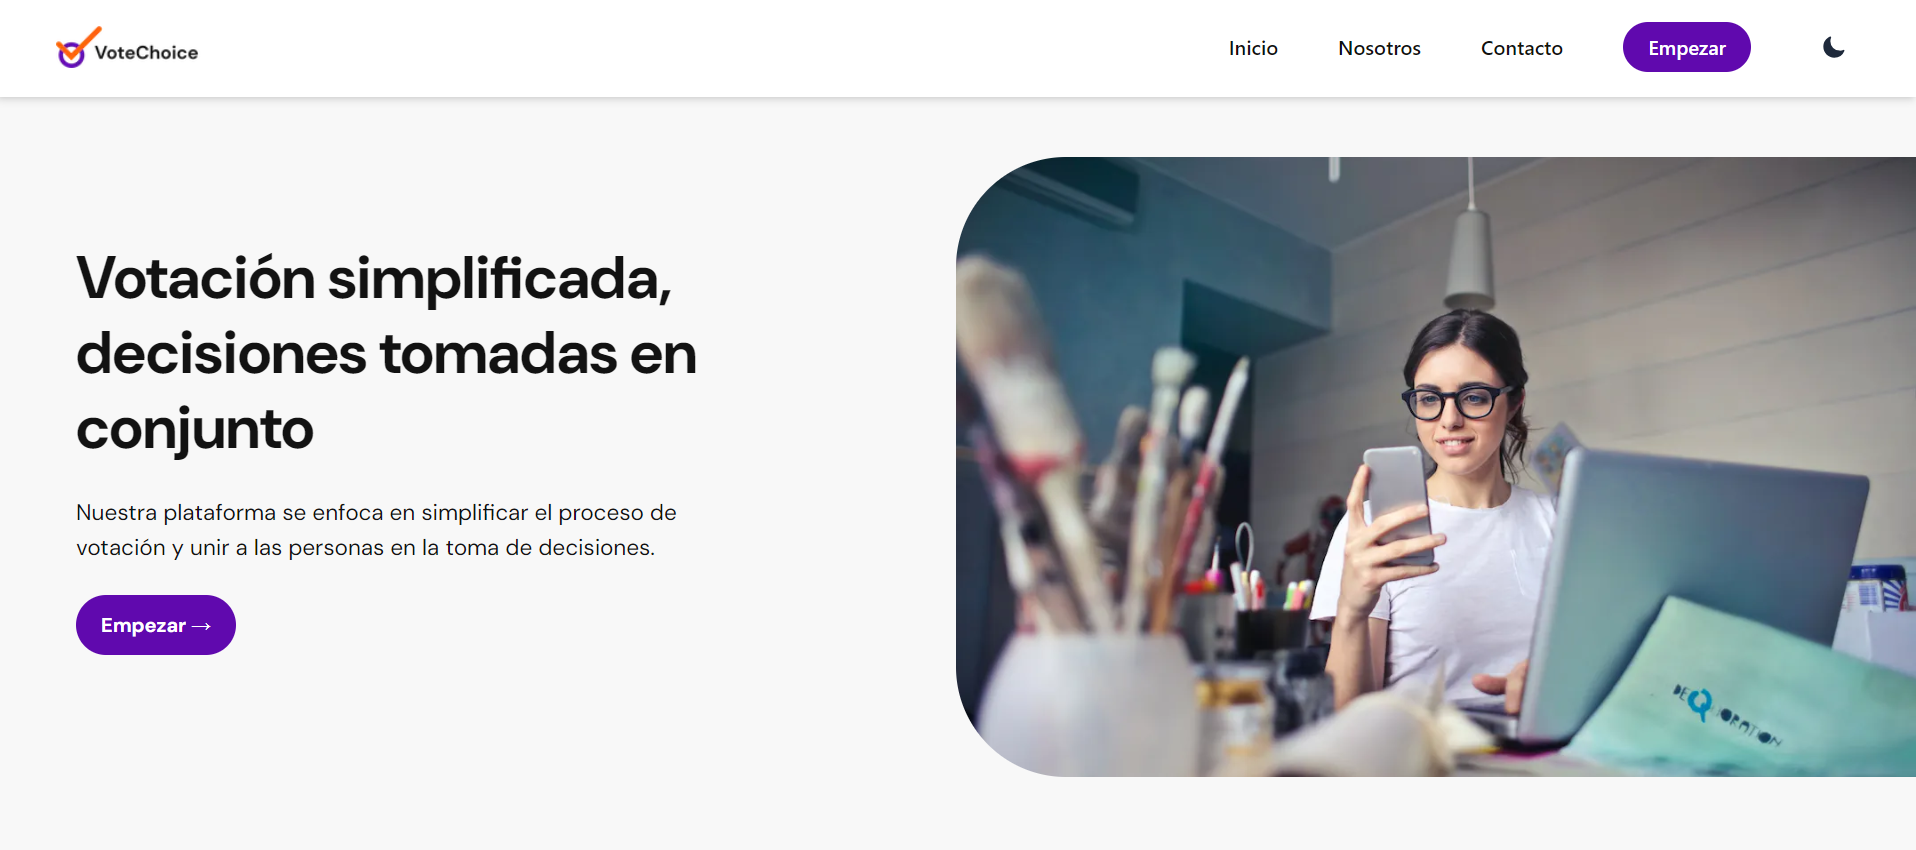 VoteChoice
Inicio
Nosotros
Contacto
Empezar
Votación simplificada,
decisiones tomadas en
conjunto
Nuestra plataforma se enfoca en simplificar el proceso de
votación y unir a las personas en la toma de decisiones.
Empezar →